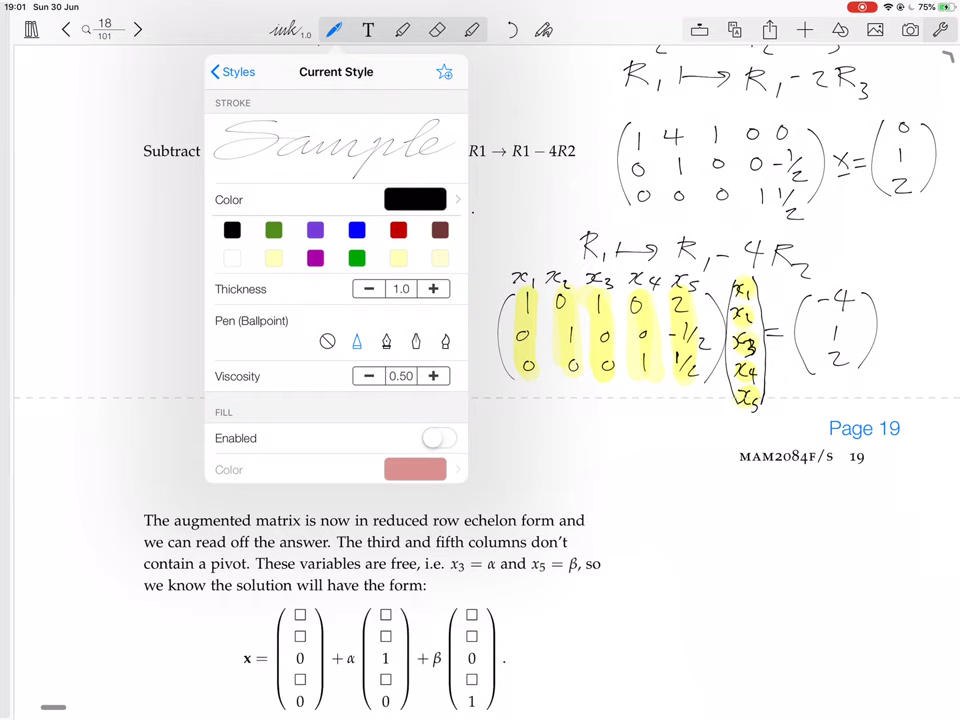 19:01 Sun 30 Jun
75%
18
101
ink 1.0
T
Styles
Current Style
STROKE
Sample
Color
Thickness
− 1.0 +
Pen (Ballpoint)
Viscosity
− 0.50 +
FILL
Enabled
Color
Subtract
R1 → R1 − 4R2
R₁ ⟼ R₁ - 2R₃
1 4 1 0 0
0 1 0 0 -1/2
0 0 0 1 1/2
x =
0
1
2
R₁ ⟼ R₁ - 4R₂
x₁ x₂ x₃ x₄ x₅
1 0 1 0 2
0 1 0 0 -1/2
0 0 0 1 1/2
x₁
x₂
x₃
x₄
x₅
=
-4
1
2
Page 19
MAM2084F/S 19
The augmented matrix is now in reduced row echelon form and
we can read off the answer. The third and fifth columns don't
contain a pivot. These variables are free, i.e. x₃ = α and x₅ = β, so
we know the solution will have the form:
□ □ □
□ □ □
x = 0 + α 1 + β 0 .
□ □ □
0 0 1